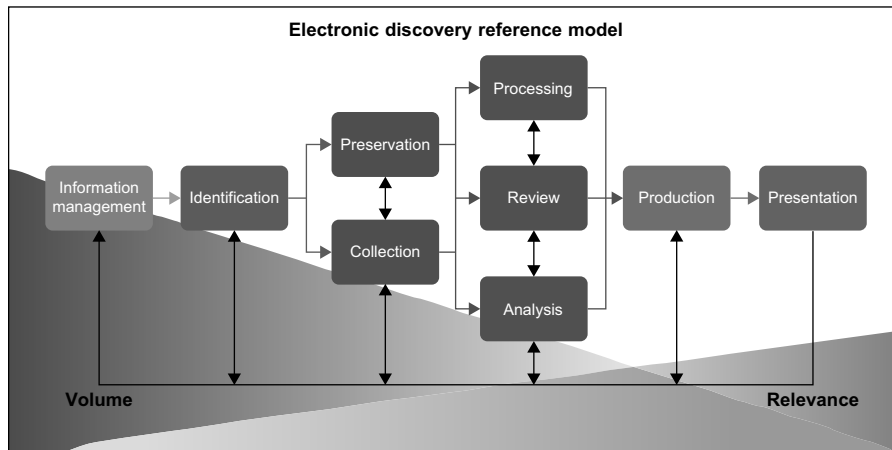 Electronic discovery reference model
Processing
Preservation
Information
management
Identification
Review
Production
Presentation
Collection
Analysis
Volume
Relevance